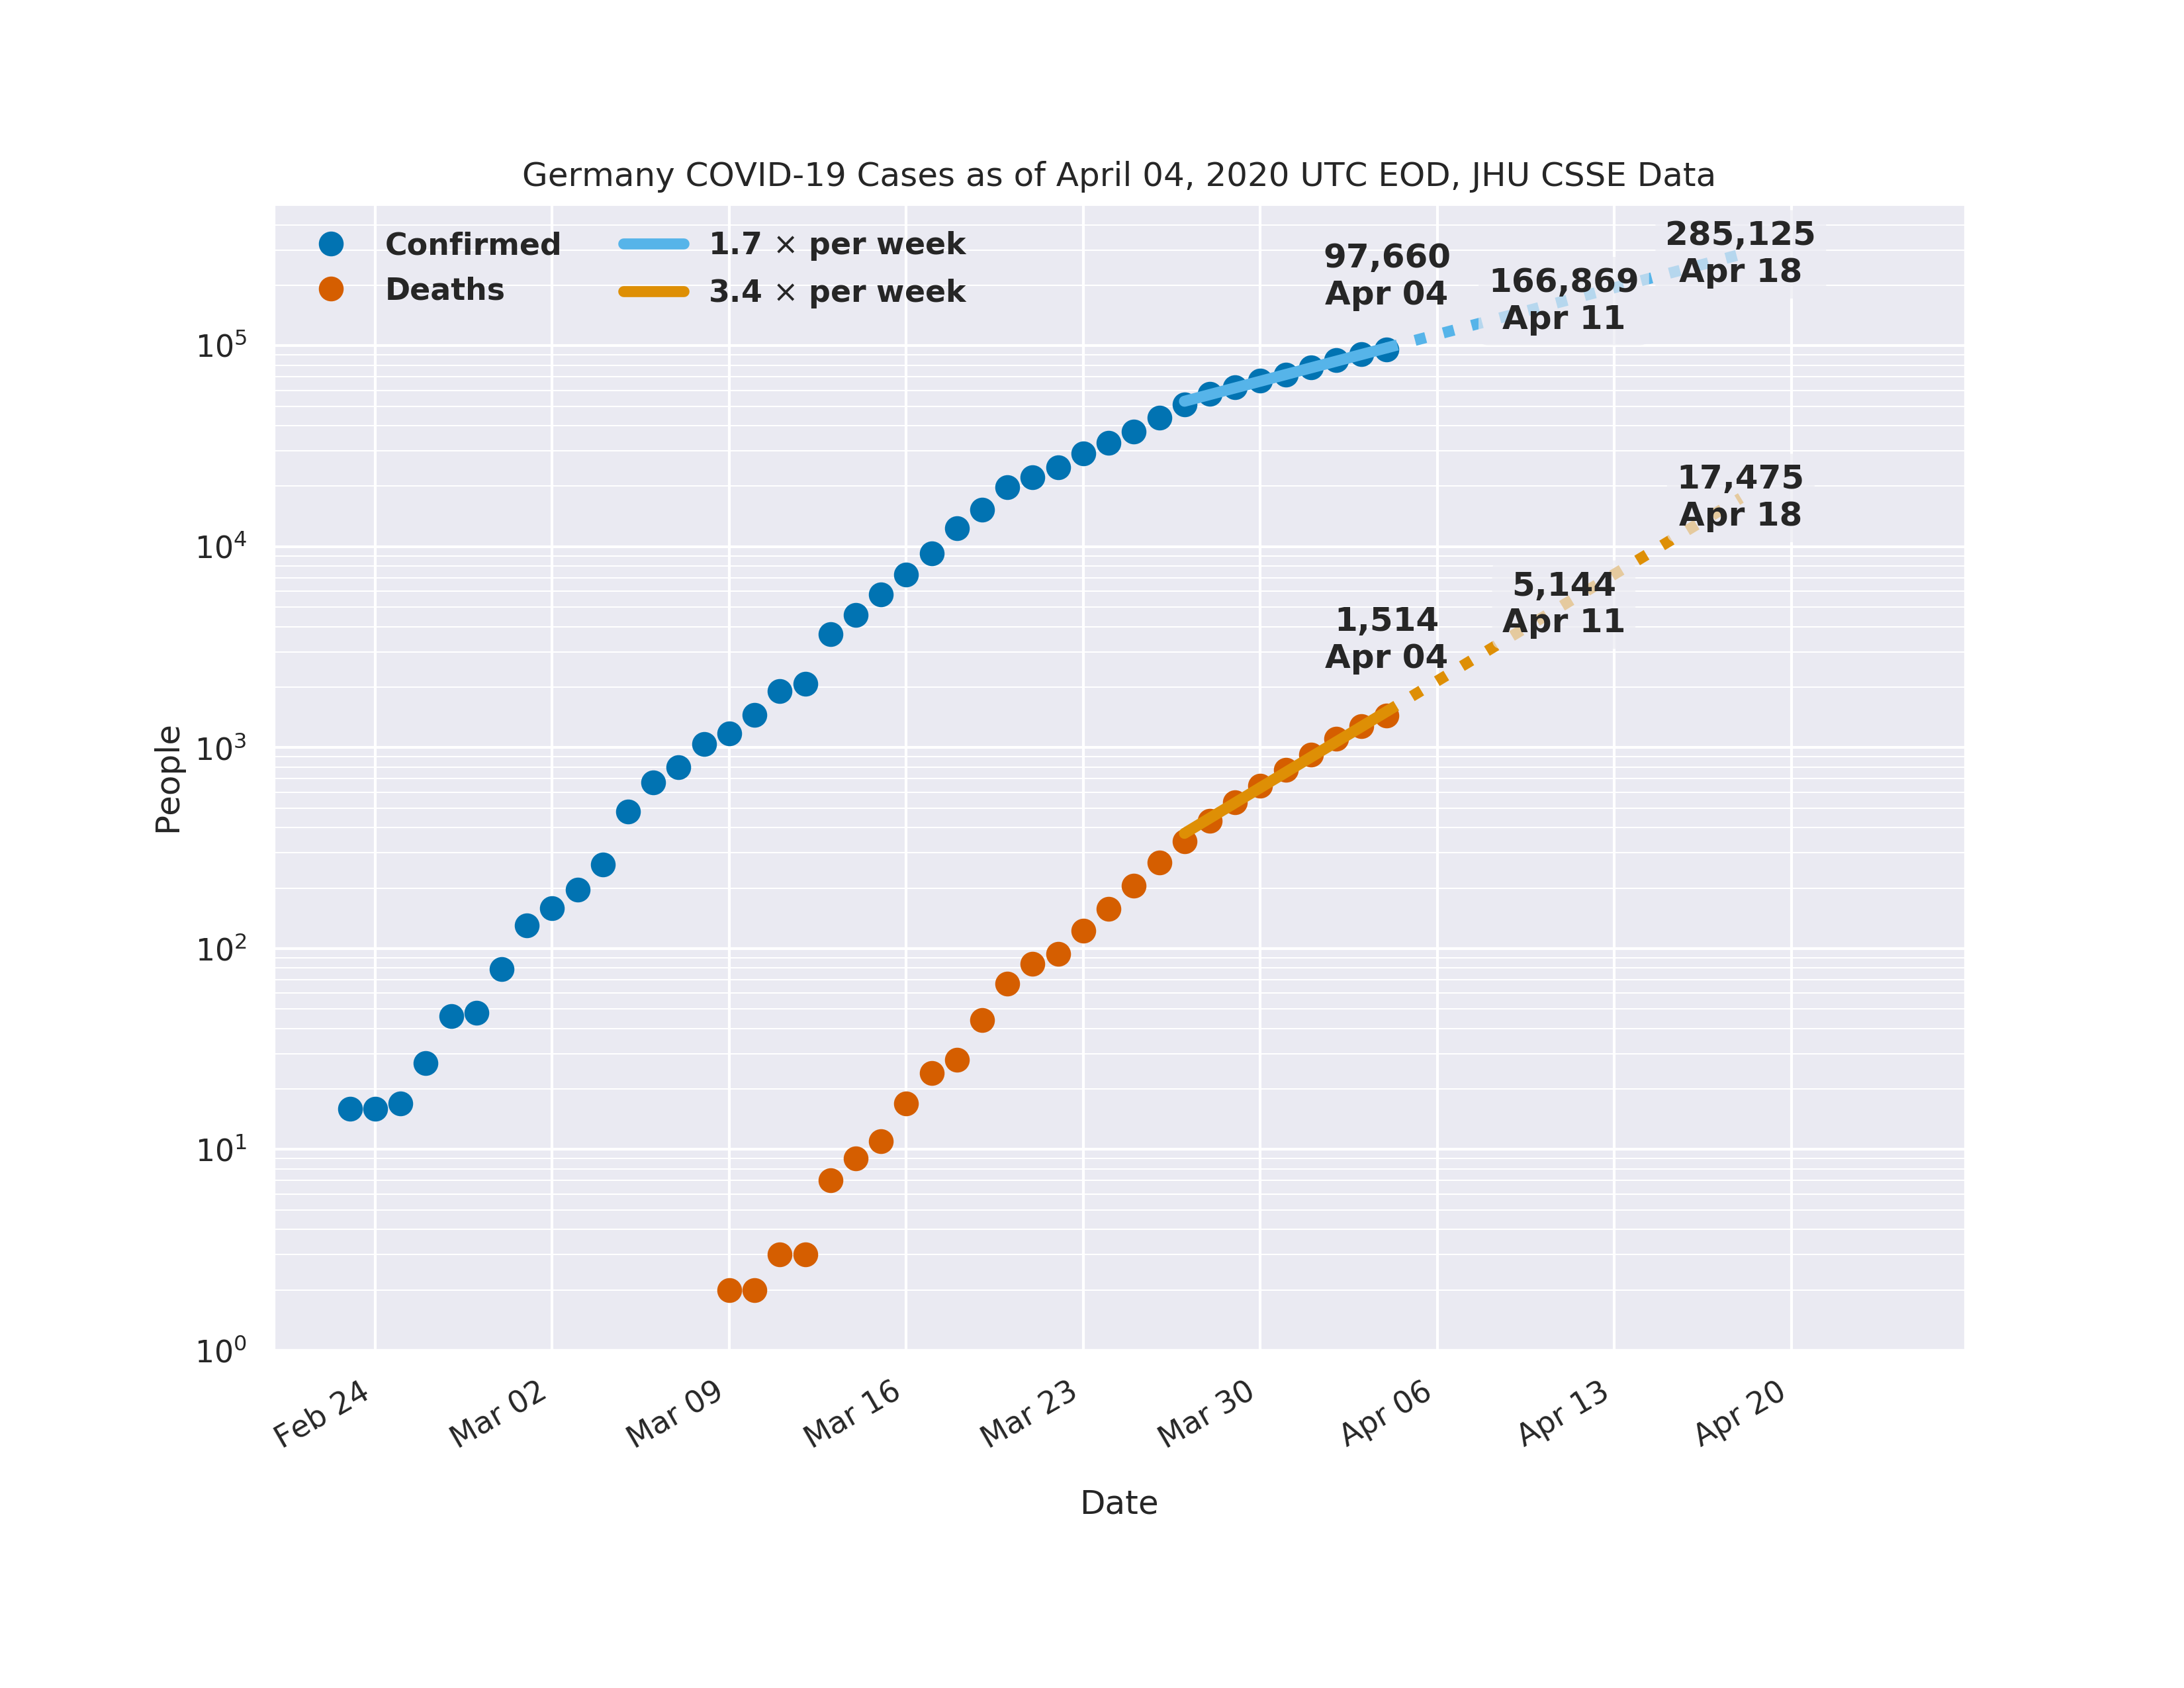 Germany COVID-19 Cases as of April 04, 2020 UTC EOD, JHU CSSE Data
Confirmed
Deaths
1.7 × per week
3.4 × per week
97,660
Apr 04
166,869
Apr 11
285,125
Apr 18
1,514
Apr 04
5,144
Apr 11
17,475
Apr 18
People
10⁵
10⁴
10³
10²
10¹
10⁰
Feb 24
Mar 02
Mar 09
Mar 16
Mar 23
Mar 30
Apr 06
Apr 13
Apr 20
Date